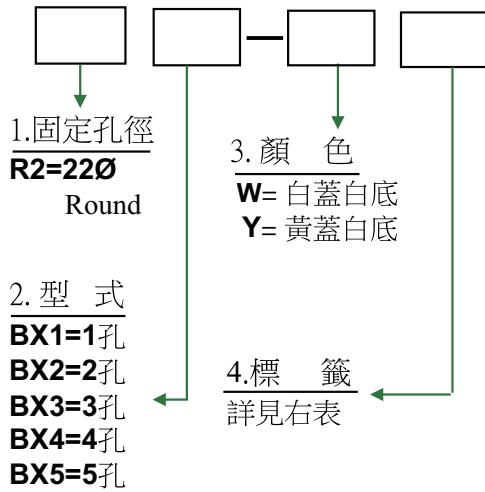 1.固定孔徑
R2=22Ø
Round
2. 型 式
BX1=1孔
BX2=2孔
BX3=3孔
BX4=4孔
BX5=5孔
3. 顏 色
W= 白蓋白底
Y= 黃蓋白底
4.標 籤
詳見右表